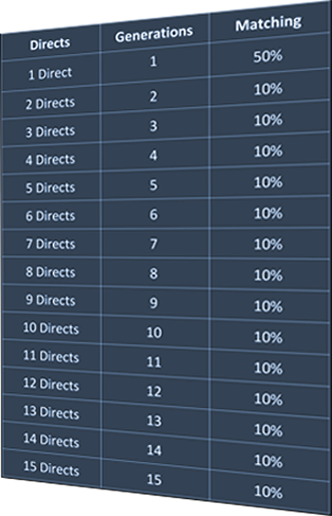 Directs Generations Matching
1 Direct 1 50%
2 Directs 2 10%
3 Directs 3 10%
4 Directs 4 10%
5 Directs 5 10%
6 Directs 6 10%
7 Directs 7 10%
8 Directs 8 10%
9 Directs 9 10%
10 Directs 10 10%
11 Directs 11 10%
12 Directs 12 10%
13 Directs 13 10%
14 Directs 14 10%
15 Directs 15 10%